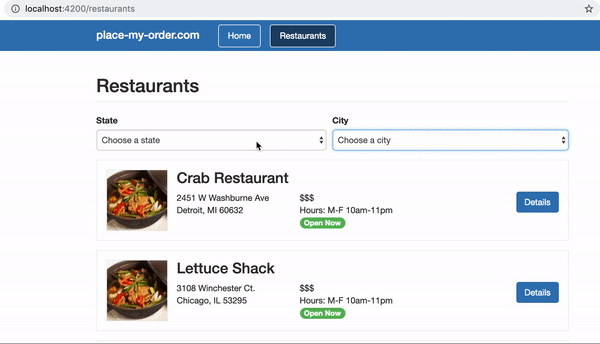 localhost:4200/restaurants
place-my-order.com Home Restaurants
Restaurants
State City
Choose a state Choose a city
Crab Restaurant
2451 W Washburne Ave $$$
Detroit, MI 60632 Hours: M-F 10am-11pm
Open Now
Details
Lettuce Shack
3108 Winchester Ct. $$$
Chicago, IL 53295 Hours: M-F 10am-11pm
Open Now
Details